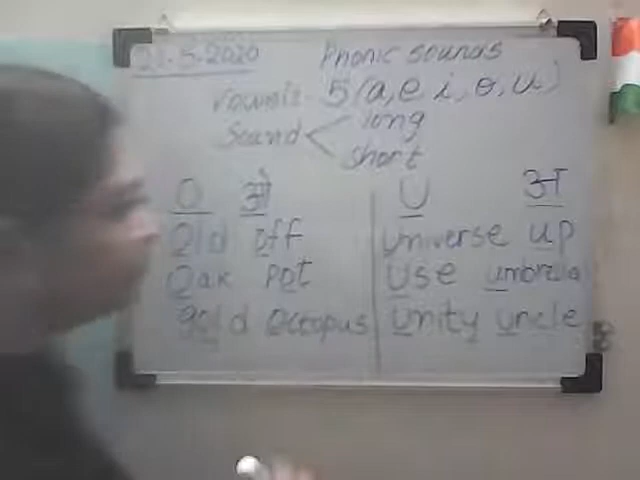 21-5-2020 Phonic sounds
Vowels - 5 (a, e i, o, u)
Sound < long
short
O ओ U अ
Old off Universe up
Oak pot Use umbrella
gold Octopus Unity uncle